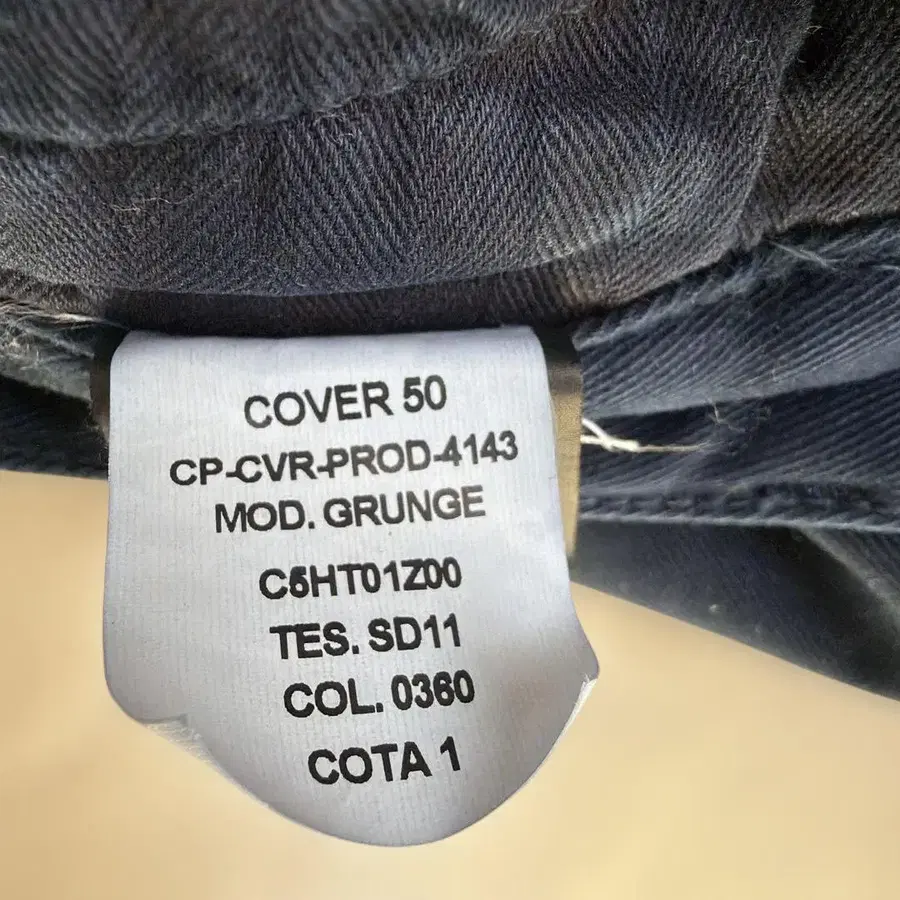 COVER 50
CP-CVR-PROD-4143
MOD. GRUNGE
C5HT01Z00
TES. SD11
COL. 0360
COTA 1